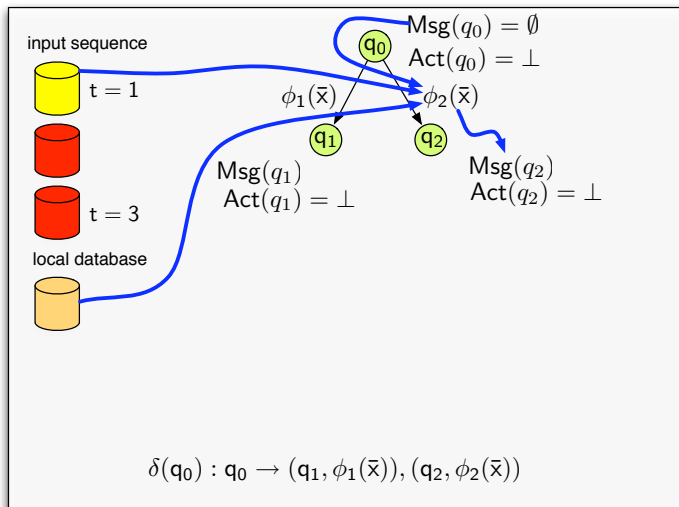 Msg(q₀) = ∅
input sequence
q₀
Act(q₀) = ⊥
t = 1
ϕ₁(x̄)
ϕ₂(x̄)
q₁
q₂
Msg(q₁)
Act(q₁) = ⊥
Msg(q₂)
Act(q₂) = ⊥
t = 3
local database
δ(q₀) : q₀ → (q₁, ϕ₁(x̄)), (q₂, ϕ₂(x̄))